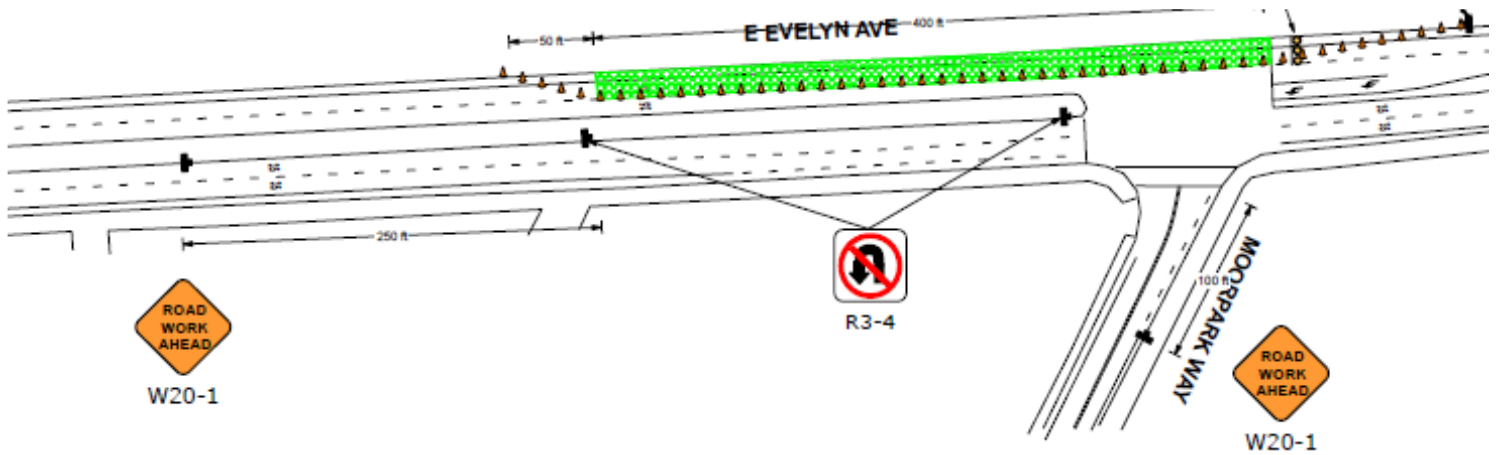 E EVELYN AVE
400 ft
50 ft
250 ft
R3-4
ROAD
WORK
AHEAD
W20-1
MOORPARK WAY
100 ft
ROAD
WORK
AHEAD
W20-1